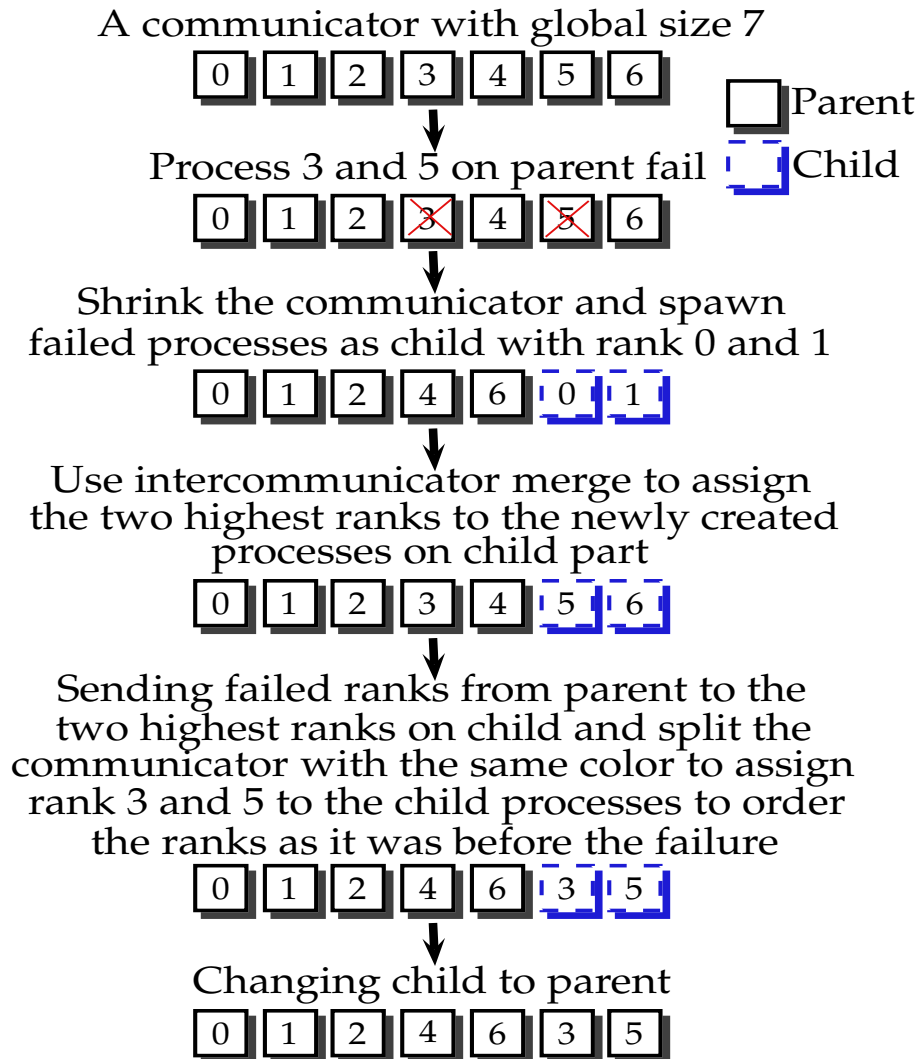 A communicator with global size 7
0 1 2 3 4 5 6
Parent
Process 3 and 5 on parent fail
Child
0 1 2 3 4 5 6
Shrink the communicator and spawn
failed processes as child with rank 0 and 1
0 1 2 4 6 0 1
Use intercommunicator merge to assign
the two highest ranks to the newly created
processes on child part
0 1 2 3 4 5 6
Sending failed ranks from parent to the
two highest ranks on child and split the
communicator with the same color to assign
rank 3 and 5 to the child processes to order
the ranks as it was before the failure
0 1 2 4 6 3 5
Changing child to parent
0 1 2 4 6 3 5